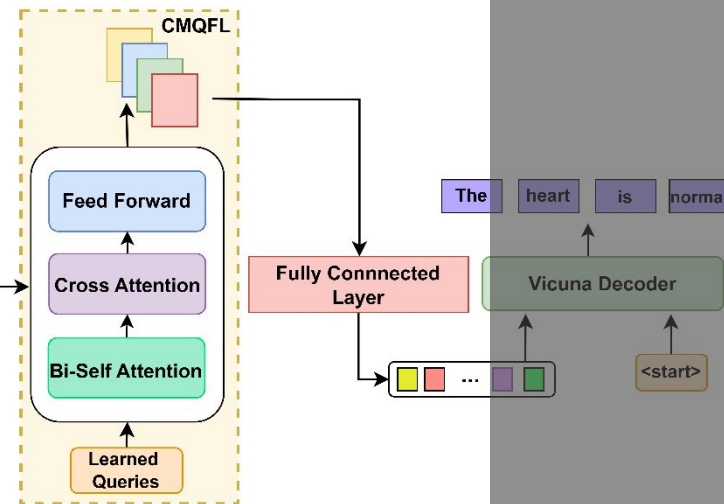 CMQFL
Feed Forward
Cross Attention
Bi-Self Attention
Learned
Queries
Fully Connnected
Layer
...
The heart is norma
Vicuna Decoder
<start>